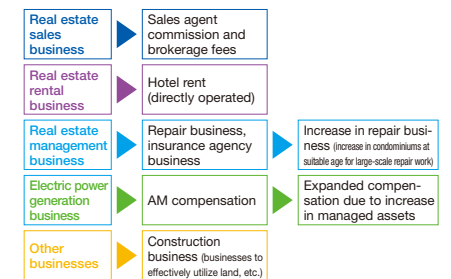 Real estate
sales
business
Sales agent
commission and
brokerage fees
Real estate
rental
business
Hotel rent
(directly operated)
Real estate
management
business
Repair business,
insurance agency
business
Increase in repair busi-
ness (increase in condominiums at
suitable age for large-scale repair work)
Electric power
generation
business
AM compensation
Expanded compen-
sation due to increase
in managed assets
Other
businesses
Construction
business (businesses to
effectively utilize land, etc.)